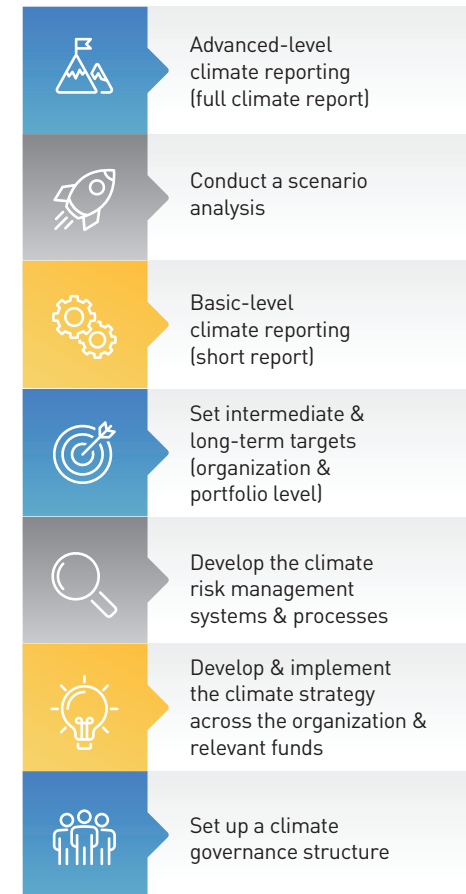 Advanced-level
climate reporting
(full climate report)
Conduct a scenario
analysis
Basic-level
climate reporting
(short report)
Set intermediate &
long-term targets
(organization &
portfolio level)
Develop the climate
risk management
systems & processes
Develop & implement
the climate strategy
across the organization &
relevant funds
Set up a climate
governance structure